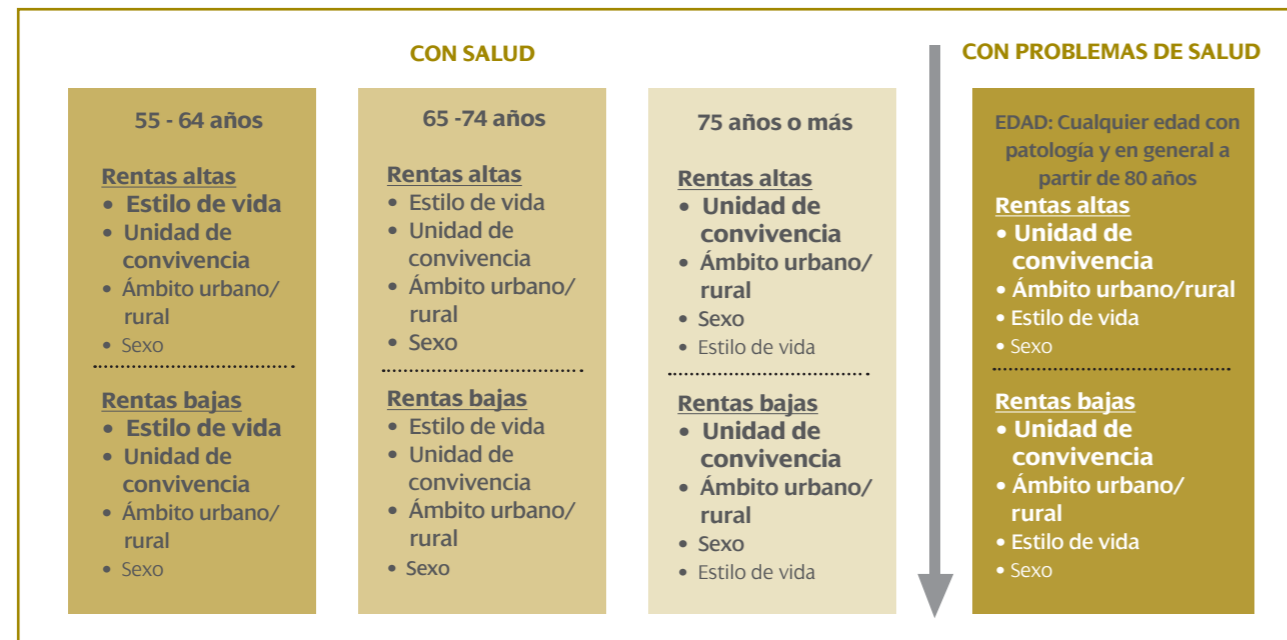 CON SALUD
55 - 64 años
Rentas altas
• Estilo de vida
• Unidad de
convivencia
• Ámbito urbano/
rural
• Sexo
Rentas bajas
• Estilo de vida
• Unidad de
convivencia
• Ámbito urbano/
rural
• Sexo
65 -74 años
Rentas altas
• Estilo de vida
• Unidad de
convivencia
• Ámbito urbano/
rural
• Sexo
Rentas bajas
• Estilo de vida
• Unidad de
convivencia
• Ámbito urbano/
rural
• Sexo
75 años o más
Rentas altas
• Unidad de
convivencia
• Ámbito urbano/
rural
• Sexo
• Estilo de vida
Rentas bajas
• Unidad de
convivencia
• Ámbito urbano/
rural
• Sexo
• Estilo de vida
CON PROBLEMAS DE SALUD
EDAD: Cualquier edad con
patología y en general a
partir de 80 años
Rentas altas
• Unidad de
convivencia
• Ámbito urbano/rural
• Estilo de vida
• Sexo
Rentas bajas
• Unidad de
convivencia
• Ámbito urbano/
rural
• Estilo de vida
• Sexo